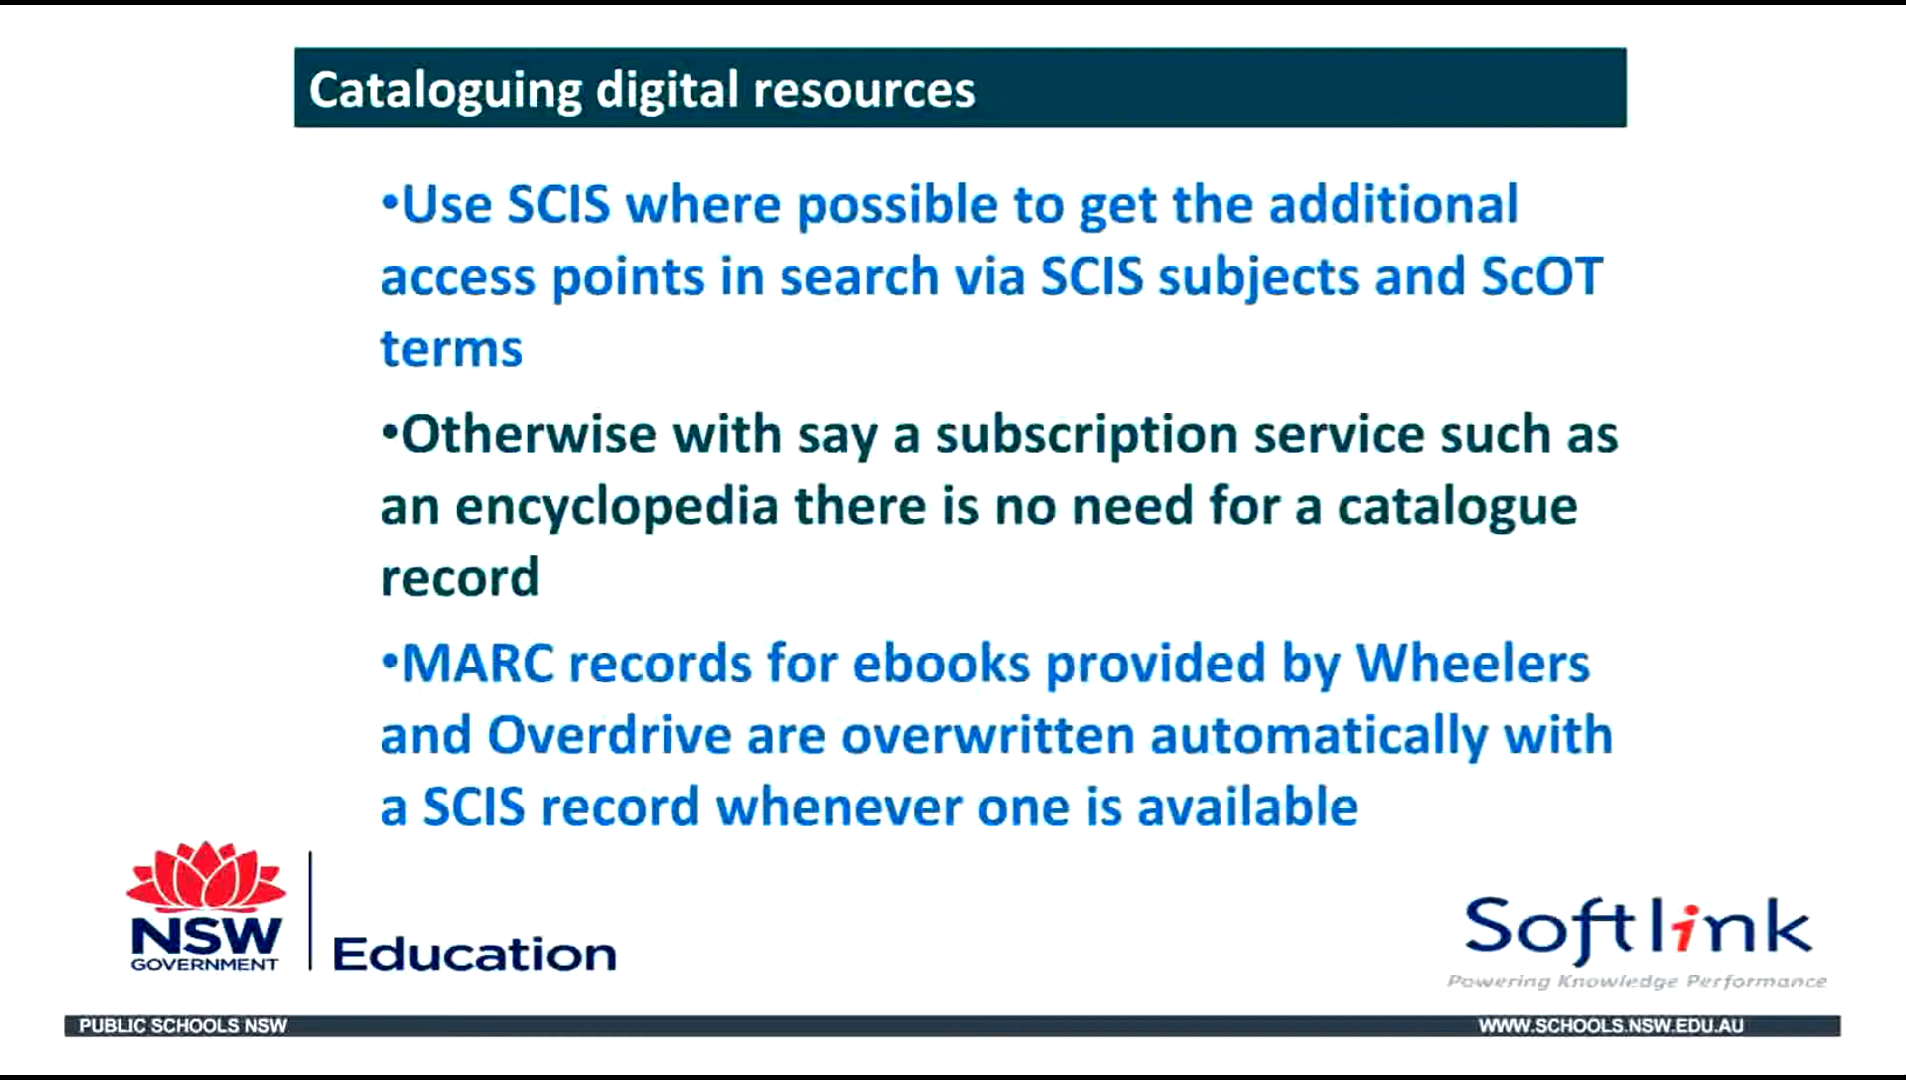 Cataloguing digital resources
•Use SCIS where possible to get the additional
access points in search via SCIS subjects and ScOT
terms
•Otherwise with say a subscription service such as
an encyclopedia there is no need for a catalogue
record
•MARC records for ebooks provided by Wheelers
and Overdrive are overwritten automatically with
a SCIS record whenever one is available
NSW
GOVERNMENT
Education
Softlink
Powering Knowledge Performance
PUBLIC SCHOOLS NSW
WWW.SCHOOLS.NSW.EDU.AU